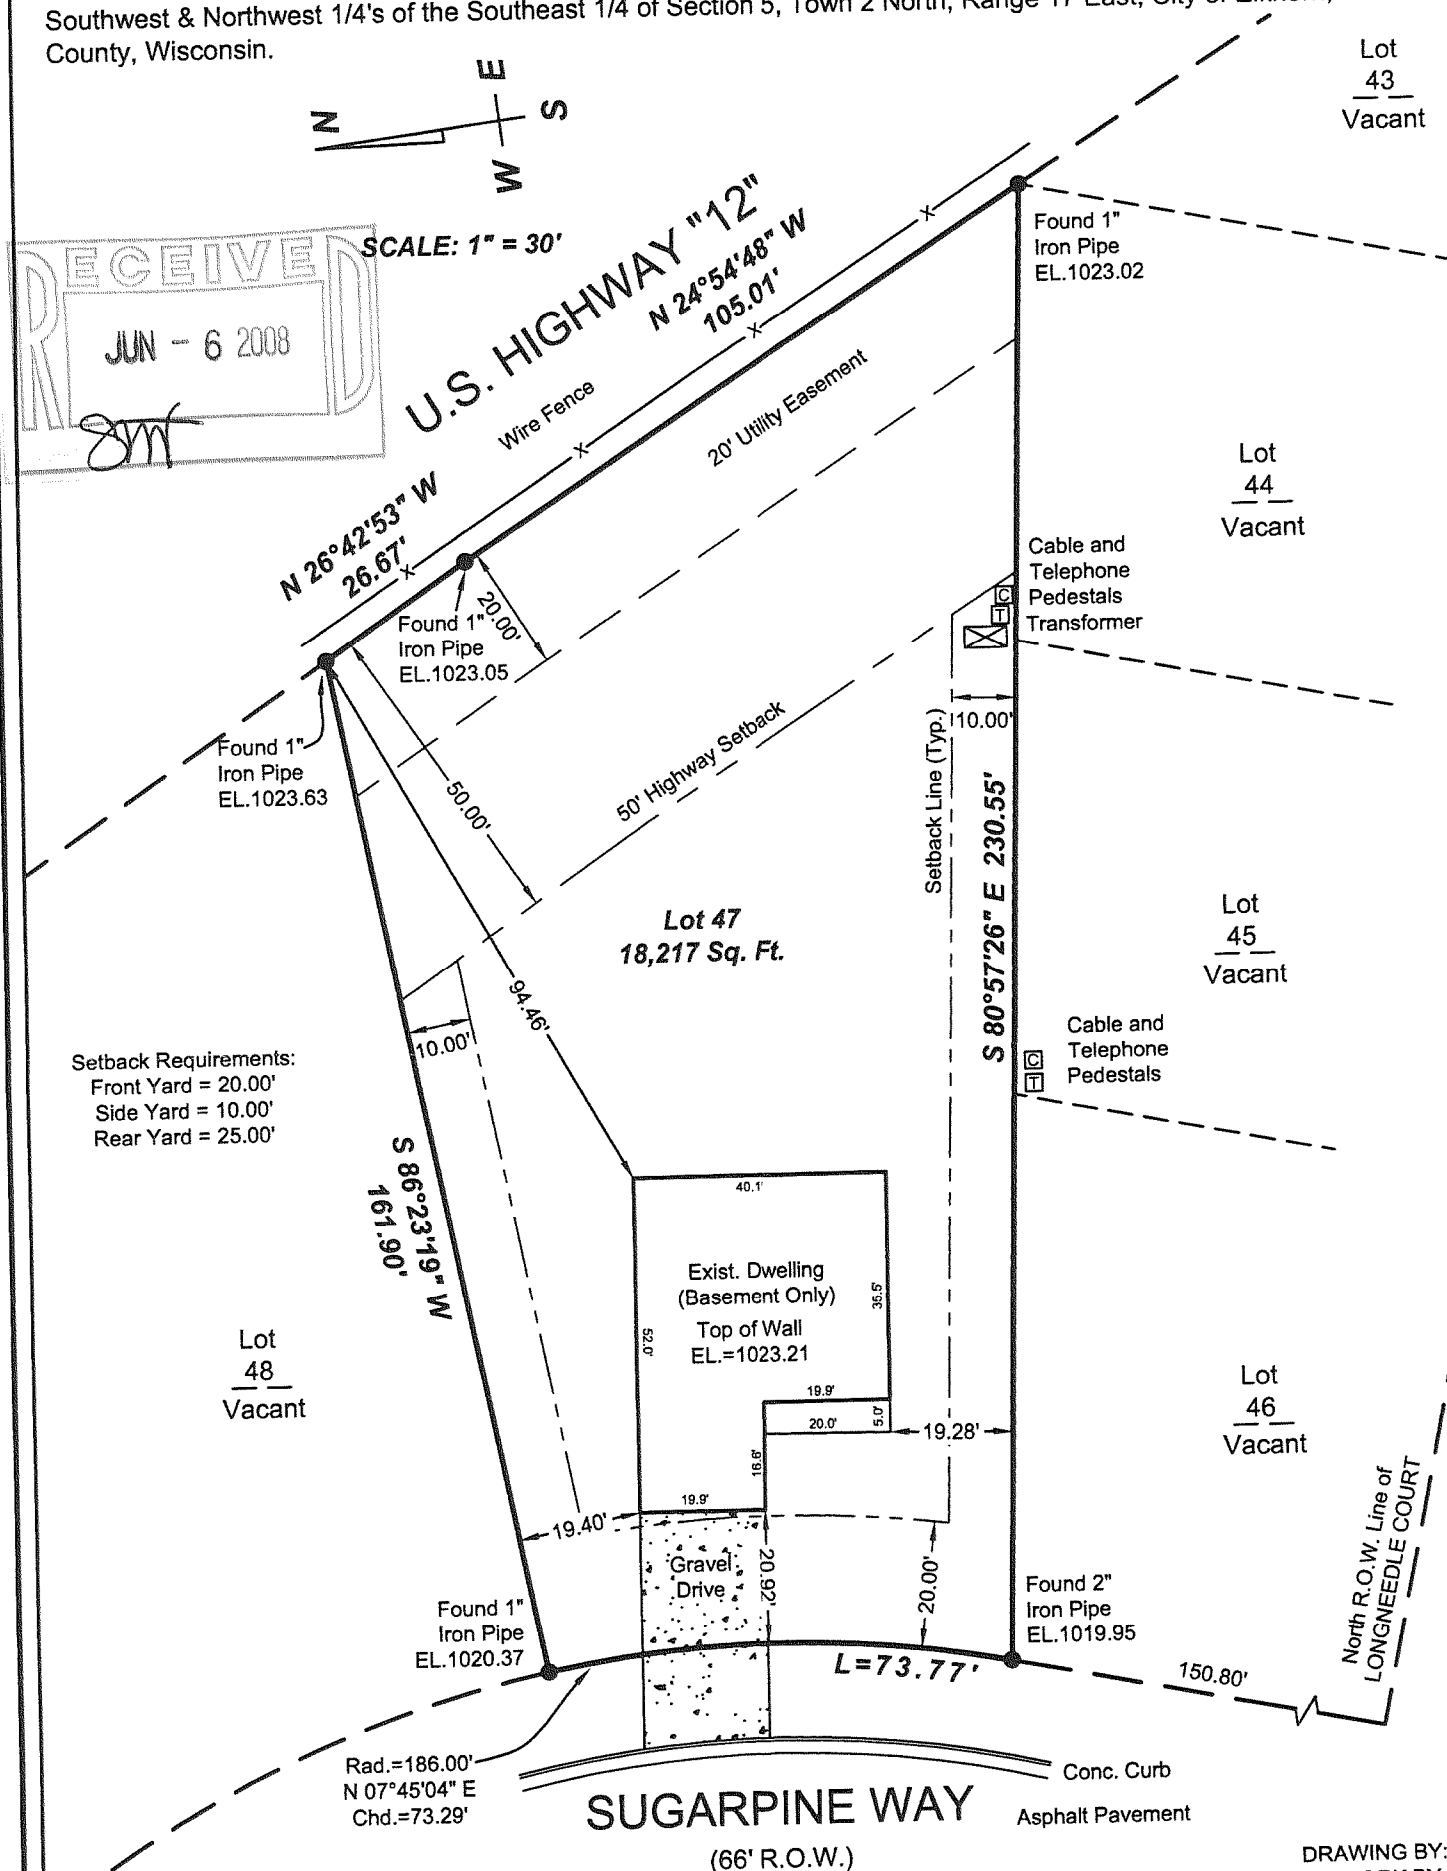 Southwest & Northwest 1/4's of the Southeast 1/4 of Section 5, Town 2 North, Range 17 East, City of Elkhorn,
County, Wisconsin.
N
E
S
W
SCALE: 1" = 30'
RECEIVED
JUN - 6 2008
U.S. HIGHWAY "12"
N 24°54'48" W
105.01'
Wire Fence
20' Utility Easement
N 26°42'53" W
26.67'
Lot
43
Vacant
Found 1"
Iron Pipe
EL.1023.02
Lot
44
Vacant
Cable and
Telephone
Pedestals
Transformer
C
T
Found 1"
Iron Pipe
EL.1023.05
20.00'
Found 1"
Iron Pipe
EL.1023.63
50.00'
50' Highway Setback
Setback Line (Typ.)
10.00'
S 80°57'26" E 230.55'
Lot 47
18,217 Sq. Ft.
94.46'
10.00'
Lot
45
Vacant
Cable and
Telephone
Pedestals
C
T
Setback Requirements:
Front Yard = 20.00'
Side Yard = 10.00'
Rear Yard = 25.00'
S 86°23'19" W
161.90'
40.1'
Exist. Dwelling
(Basement Only)
Top of Wall
EL.=1023.21
35.5'
52.0'
19.9'
20.0'
5.0'
16.6'
19.9'
19.28'
19.40'
Lot
48
Vacant
Lot
46
Vacant
North R.O.W. Line of
LONGNEEDLE COURT
Gravel
Drive
20.92'
20.00'
Found 1"
Iron Pipe
EL.1020.37
Found 2"
Iron Pipe
EL.1019.95
L=73.77'
150.80'
Rad.=186.00'
N 07°45'04" E
Chd.=73.29'
Conc. Curb
SUGARPINE WAY
Asphalt Pavement
(66' R.O.W.)
DRAWING BY: